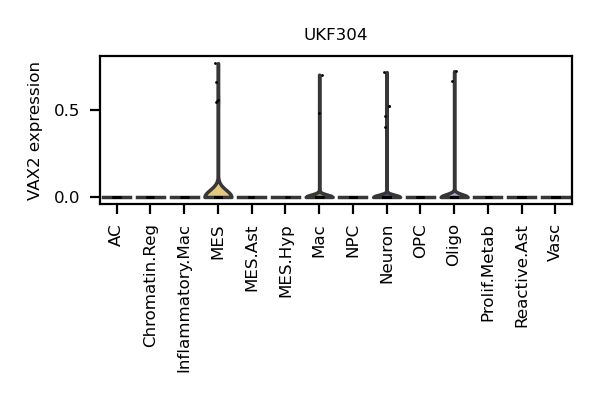 UKF304
VAX2 expression
0.5
0.0
AC
Chromatin.Reg
Inflammatory.Mac
MES
MES.Ast
MES.Hyp
Mac
NPC
Neuron
OPC
Oligo
Prolif.Metab
Reactive.Ast
Vasc